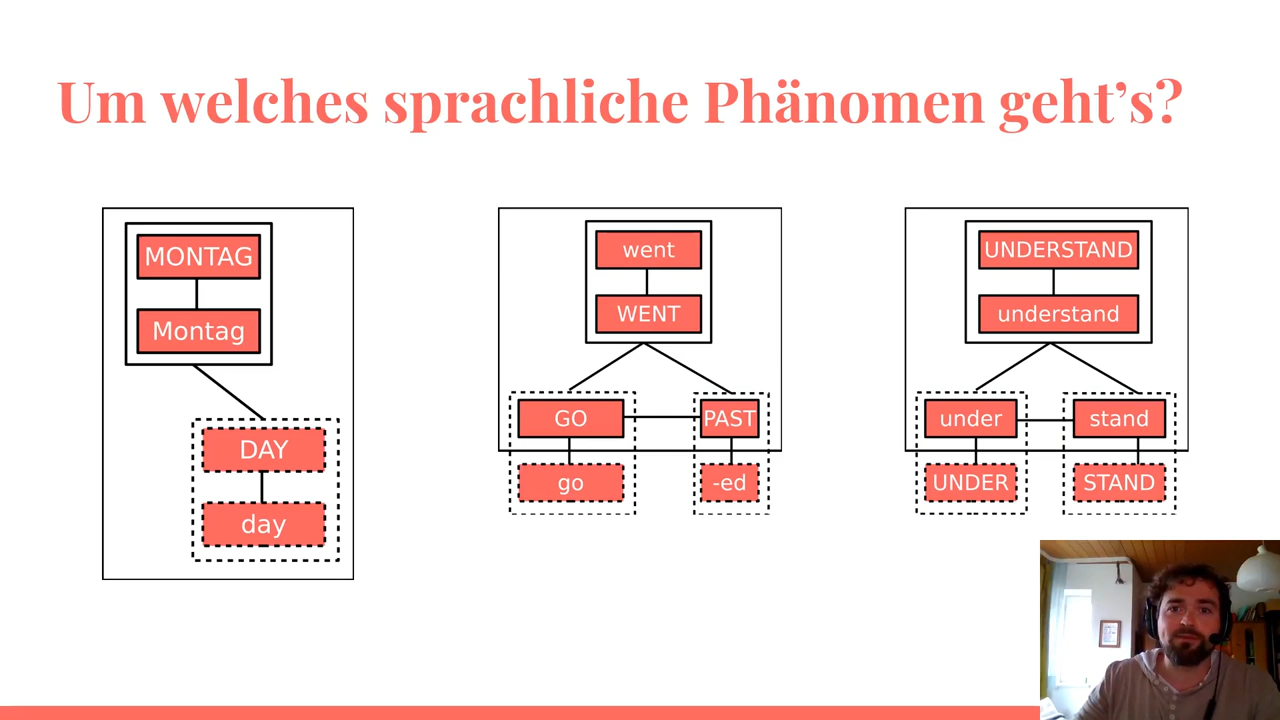 Um welches sprachliche Phänomen geht’s?
MONTAG
Montag
DAY
day
went
WENT
GO
PAST
go
-ed
UNDERSTAND
understand
under
stand
UNDER
STAND